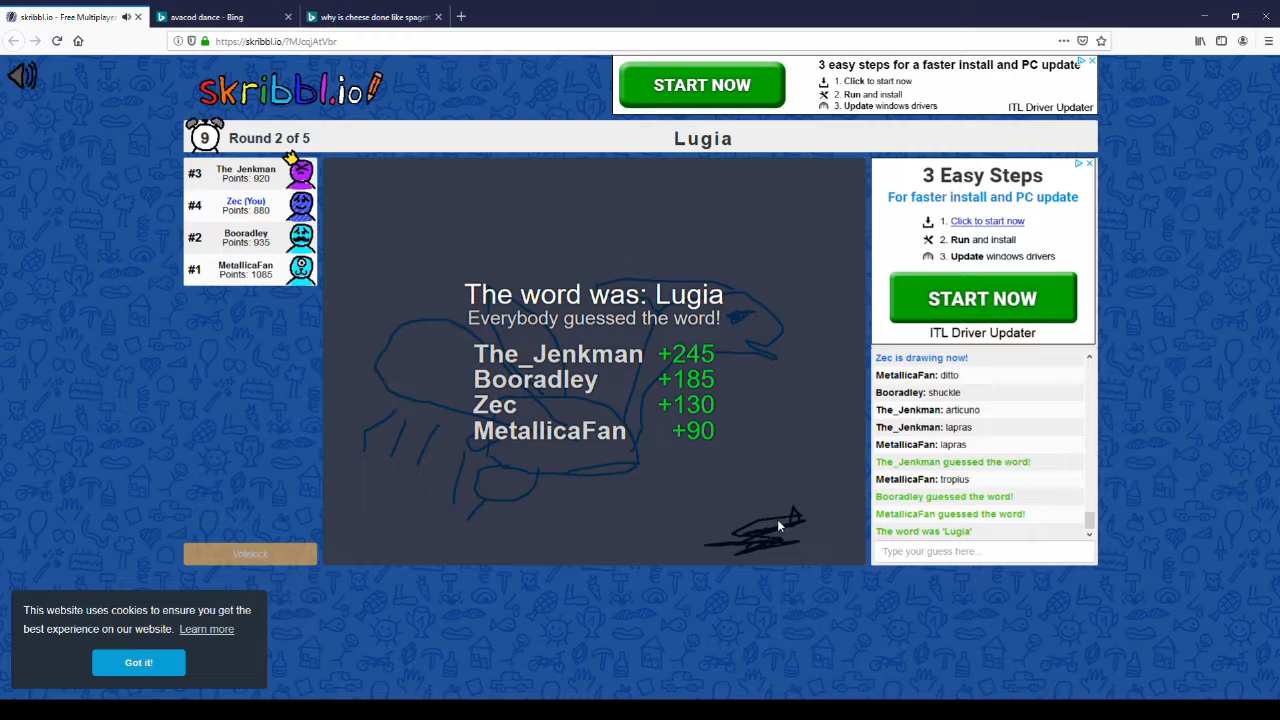 skribbl.io - Free Multiplayer
avacod dance - Bing
why is cheese done like spaget
https://skribbl.io/?MJcqjAtVbr
skribbl.io
START NOW
3 easy steps for a faster install and PC update
1. Click to start now
2. Run and install
3. Update windows drivers
ITL Driver Updater
9
Round 2 of 5
Lugia
#3
The_Jenkman
Points: 920
#4
Zec (You)
Points: 880
#2
Booradley
Points: 935
#1
MetallicaFan
Points: 1085
The word was: Lugia
Everybody guessed the word!
The_Jenkman +245
Booradley +185
Zec +130
MetallicaFan +90
Votekick
3 Easy Steps
For faster install and PC update
1. Click to start now
2. Run and install
3. Update windows drivers
START NOW
ITL Driver Updater
Zec is drawing now!
MetallicaFan: ditto
Booradley: shuckle
The_Jenkman: articuno
The_Jenkman: lapras
MetallicaFan: lapras
The_Jenkman guessed the word!
MetallicaFan: tropius
Booradley guessed the word!
MetallicaFan guessed the word!
The word was 'Lugia'
Type your guess here...
This website uses cookies to ensure you get the
best experience on our website. Learn more
Got it!